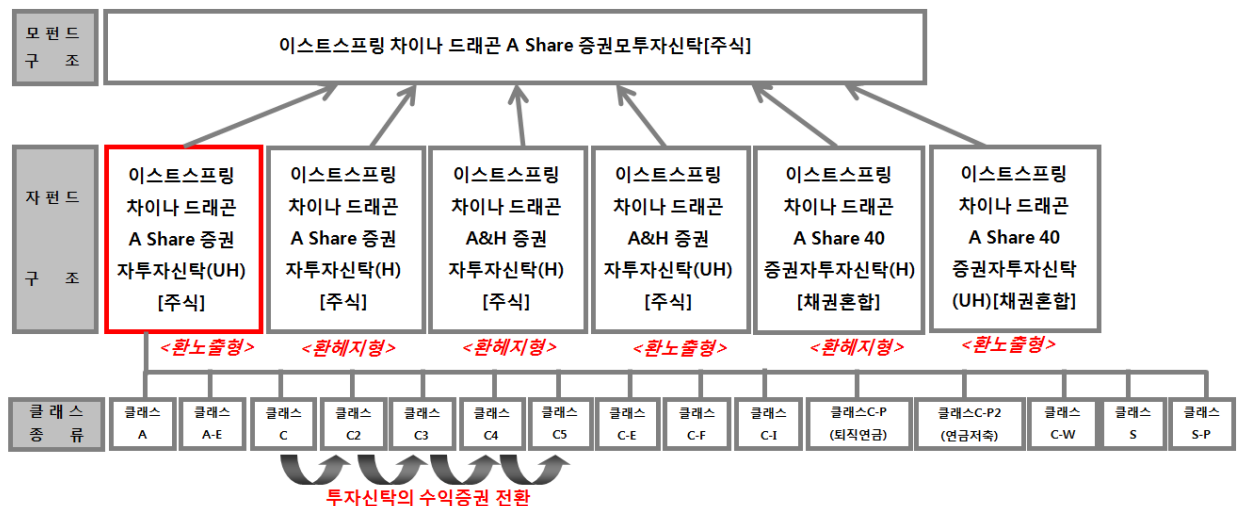 모 펀 드
구 조
이스트스프링 차이나 드래곤 A Share 증권모투자신탁[주식]
자 펀 드
구 조
이스트스프링
차이나 드래곤
A Share 증권
자투자신탁(UH)
[주식]
이스트스프링
차이나 드래곤
A Share 증권
자투자신탁(H)
[주식]
이스트스프링
차이나 드래곤
A&H 증권
자투자신탁(H)
[주식]
이스트스프링
차이나 드래곤
A&H 증권
자투자신탁(UH)
[주식]
이스트스프링
차이나 드래곤
A Share 40
증권자투자신탁(H)
[채권혼합]
이스트스프링
차이나 드래곤
A Share 40
증권자투자신탁
(UH)[채권혼합]
<환노출형>
<환헤지형>
<환헤지형>
<환노출형>
<환헤지형>
<환노출형>
클 래 스
종 류
클래스
A
클래스
A-E
클래스
C
클래스
C2
클래스
C3
클래스
C4
클래스
C5
클래스
C-E
클래스
C-F
클래스
C-I
클래스C-P
(퇴직연금)
클래스C-P2
(연금저축)
클래스
C-W
클래스
S
클래스
S-P
투자신탁의 수익증권 전환